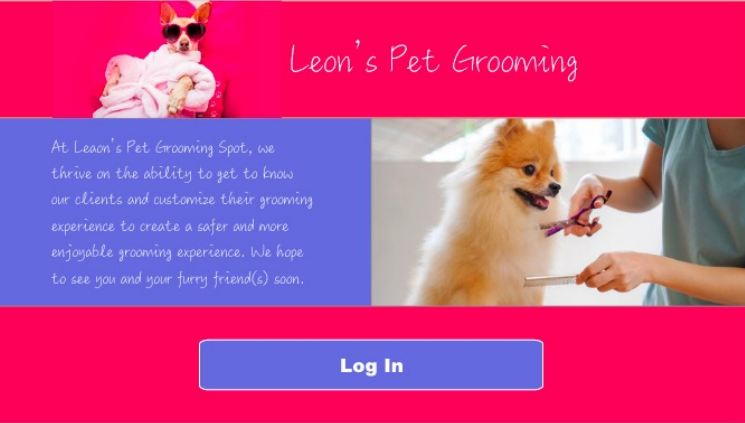 Leon's Pet Grooming
At Leaon's Pet Grooming Spot, we
thrive on the ability to get to know
our clients and customize their grooming
experience to create a safer and more
enjoyable grooming experience. We hope
to see you and your furry friend(s) soon.
Log In